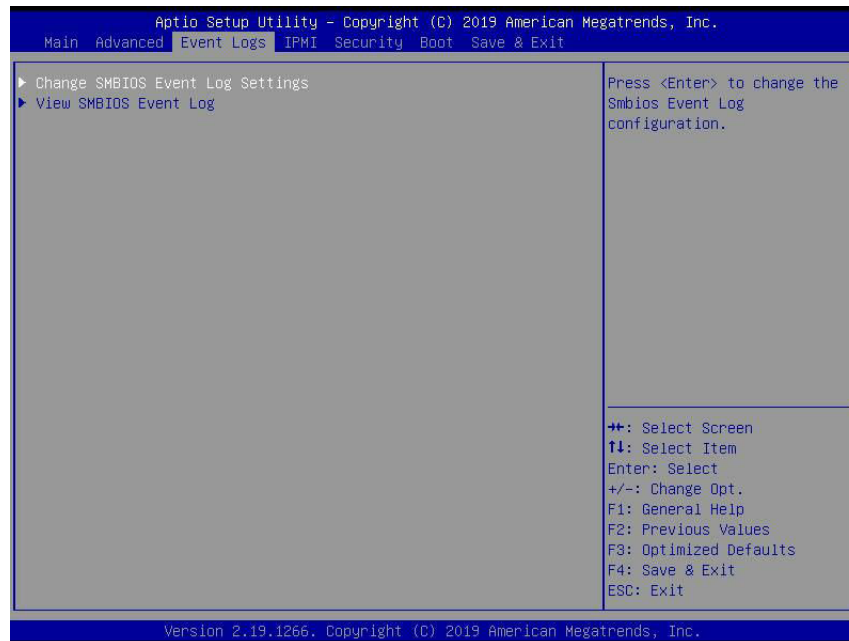 Aptio Setup Utility – Copyright (C) 2019 American Megatrends, Inc.
Main Advanced Event Logs IPMI Security Boot Save & Exit
▶ Change SMBIOS Event Log Settings
▶ View SMBIOS Event Log
Press <Enter> to change the
Smbios Event Log
configuration.
→←: Select Screen
↑↓: Select Item
Enter: Select
+/-: Change Opt.
F1: General Help
F2: Previous Values
F3: Optimized Defaults
F4: Save & Exit
ESC: Exit
Version 2.19.1266. Copyright (C) 2019 American Megatrends, Inc.